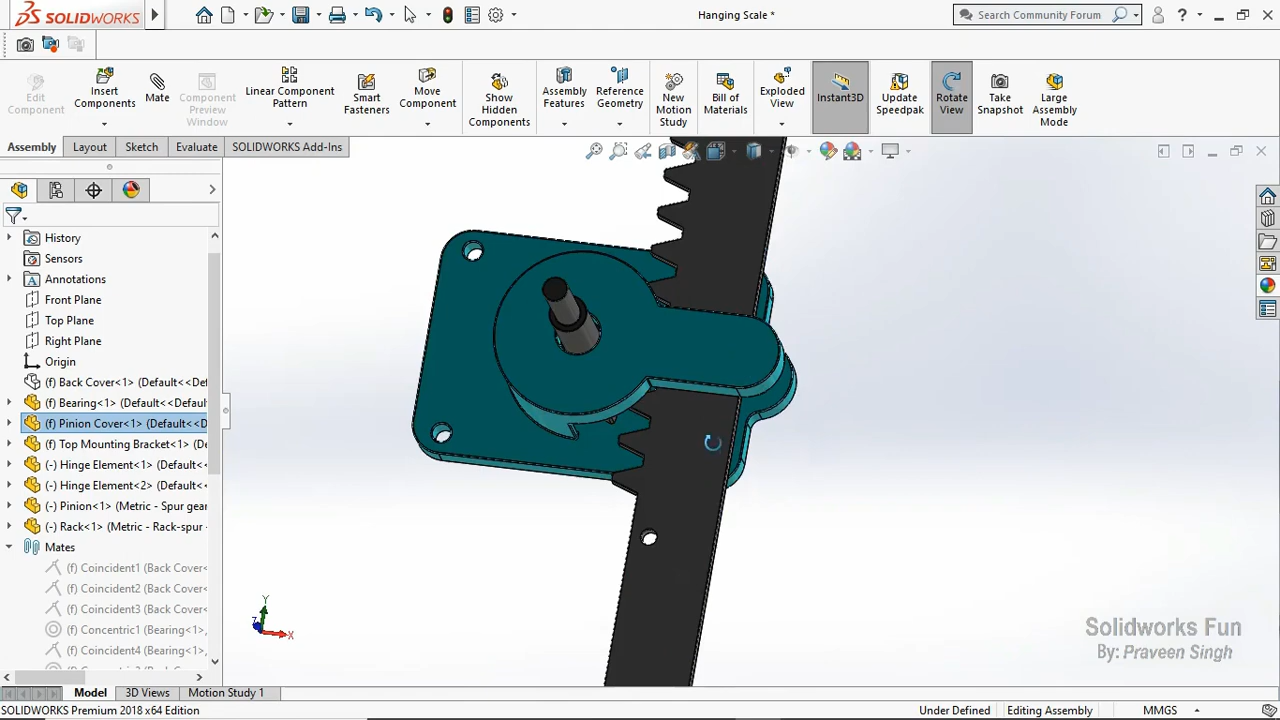 SOLIDWORKS
Hanging Scale *
Search Community Forum
?
Edit Component
Insert Components
Mate
Component Preview Window
Linear Component Pattern
Smart Fasteners
Move Component
Show Hidden Components
Assembly Features
Reference Geometry
New Motion Study
Bill of Materials
Exploded View
Instant3D
Update Speedpak
Rotate View
Take Snapshot
Large Assembly Mode
Assembly
Layout
Sketch
Evaluate
SOLIDWORKS Add-Ins
History
Sensors
Annotations
Front Plane
Top Plane
Right Plane
Origin
(f) Back Cover<1> (Default<<Def
(f) Bearing<1> (Default<<Defau
(f) Pinion Cover<1> (Default<<D
(f) Top Mounting Bracket<1> (De
(-) Hinge Element<1> (Default<
(-) Hinge Element<2> (Default<
(-) Pinion<1> (Metric - Spur gear
(-) Rack<1> (Metric - Rack-spur -
Mates
(f) Coincident1 (Back Cover<
(f) Coincident2 (Back Cover<
(f) Coincident3 (Back Cover<
(f) Concentric1 (Bearing<1>,
(f) Coincident4 (Bearing<1>,
Y
Z
X
Solidworks Fun
By: Praveen Singh
Model
3D Views
Motion Study 1
SOLIDWORKS Premium 2018 x64 Edition
Under Defined
Editing Assembly
MMGS